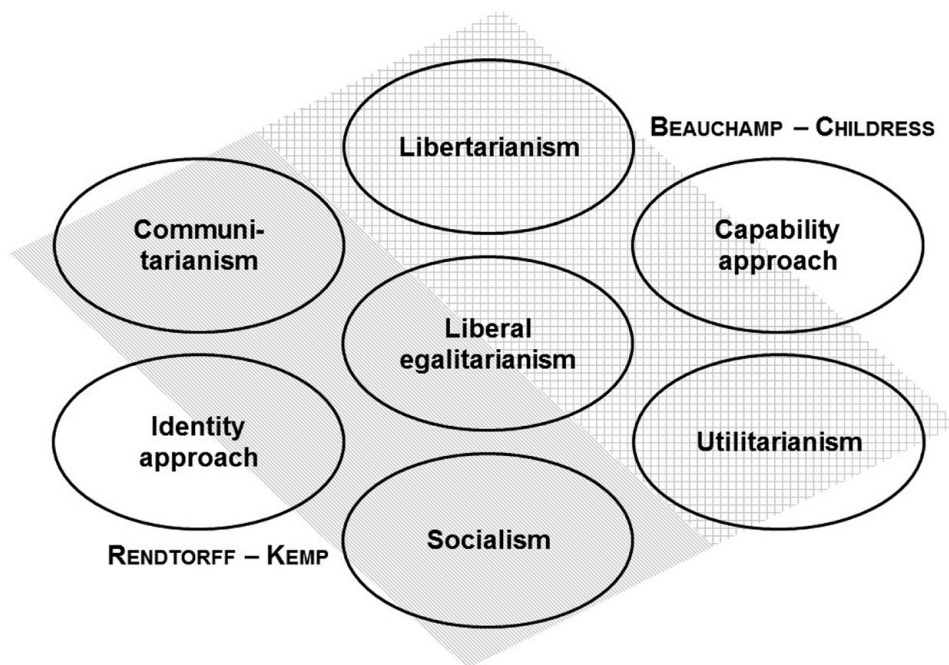 Libertarianism
BEAUCHAMP – CHILDRESS
Communi-
tarianism
Capability
approach
Liberal
egalitarianism
Identity
approach
Utilitarianism
Socialism
RENDTORFF – KEMP